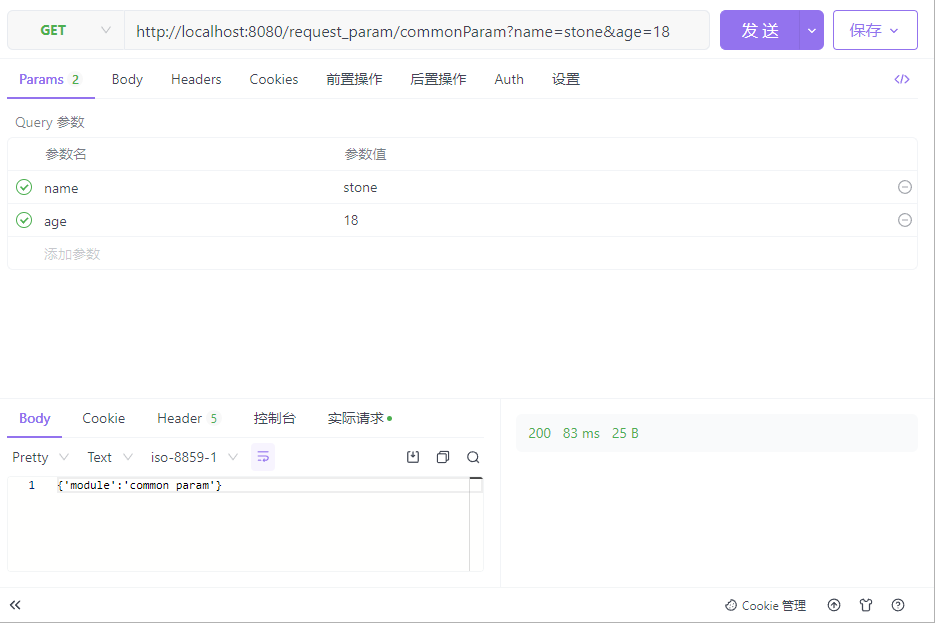 GET http://localhost:8080/request_param/commonParam?name=stone&age=18 发 送 保存
Params 2 Body Headers Cookies 前置操作 后置操作 Auth 设置 </>
Query 参数
参数名 参数值
name stone
age 18
添加参数
Body Cookie Header 5 控制台 实际请求
200 83 ms 25 B
Pretty Text iso-8859-1
1 {'module':'common param'}
Cookie 管理